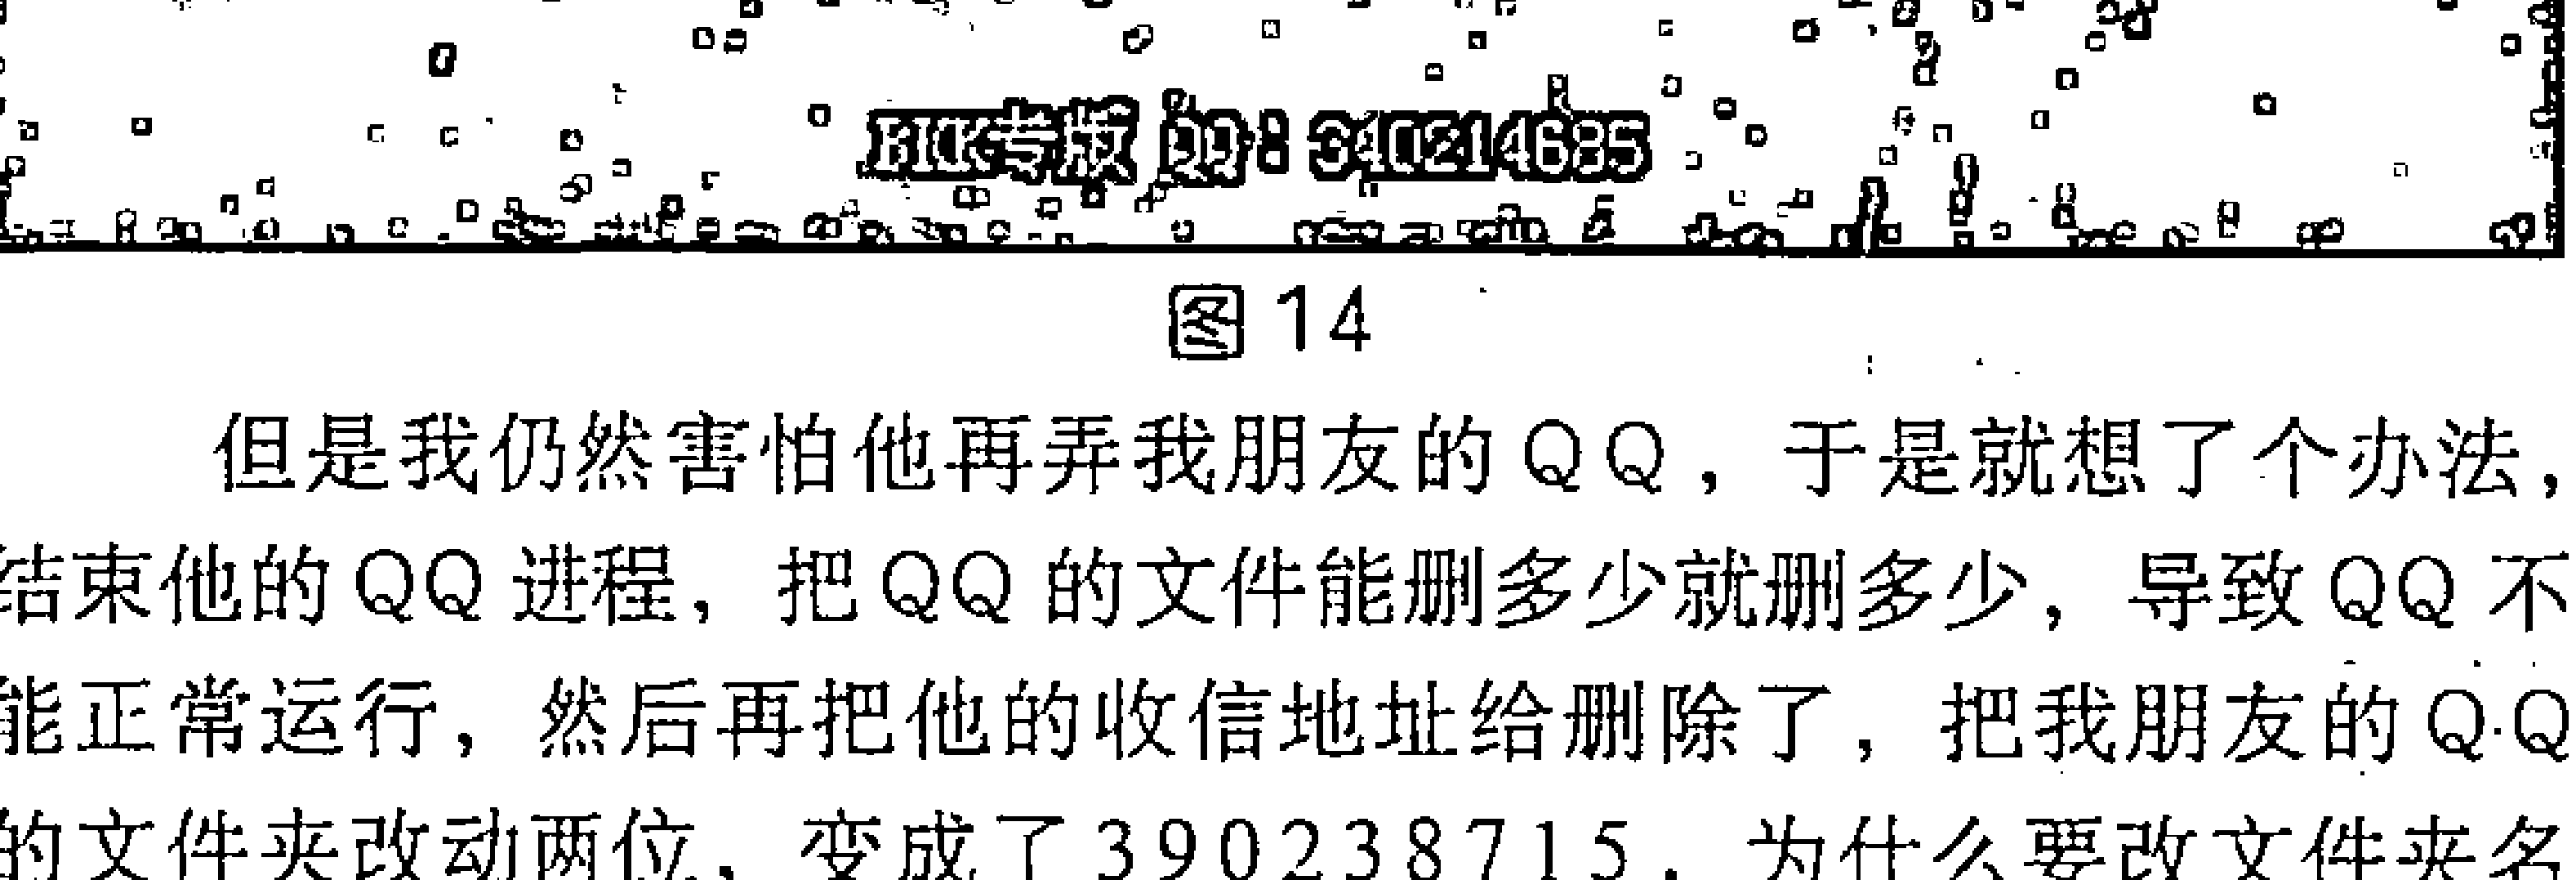 专版 QQ: 340214685
图 14
但是我仍然害怕他再弄我朋友的QQ，于是就想了个办法，
结束他的QQ 进程，把QQ 的文件能删多少就删多少，导致QQ 不
能正常运行，然后再把他的收信地址给删除了，把我朋友的Q·Q
的文件夹改动两位，变成了390238715．为什么要改文件夹名